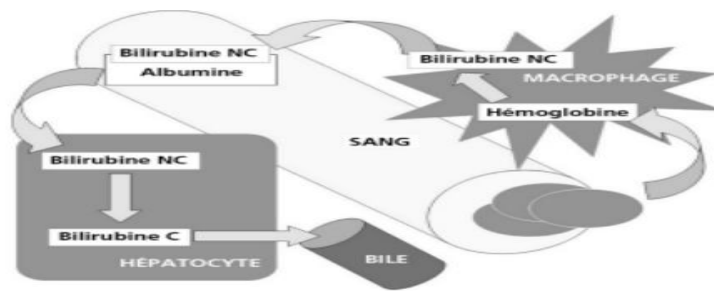 Bilirubine NC
Albumine
Bilirubine NC
MACROPHAGE
Hémoglobine
SANG
Bilirubine NC
Bilirubine C
HÉPATOCYTE
BILE